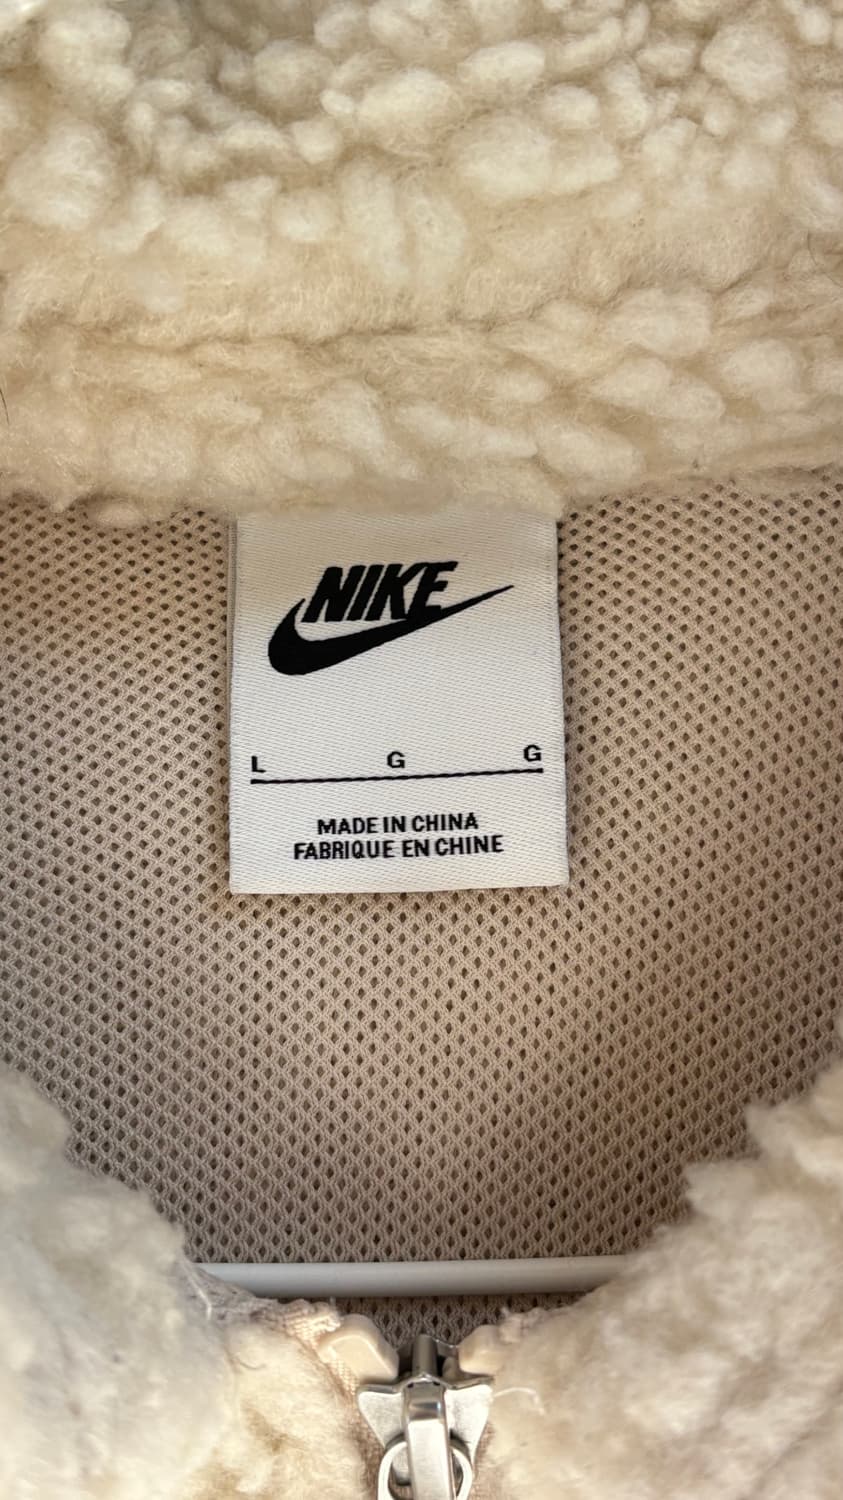 NIKE
L G G
MADE IN CHINA
FABRIQUE EN CHINE